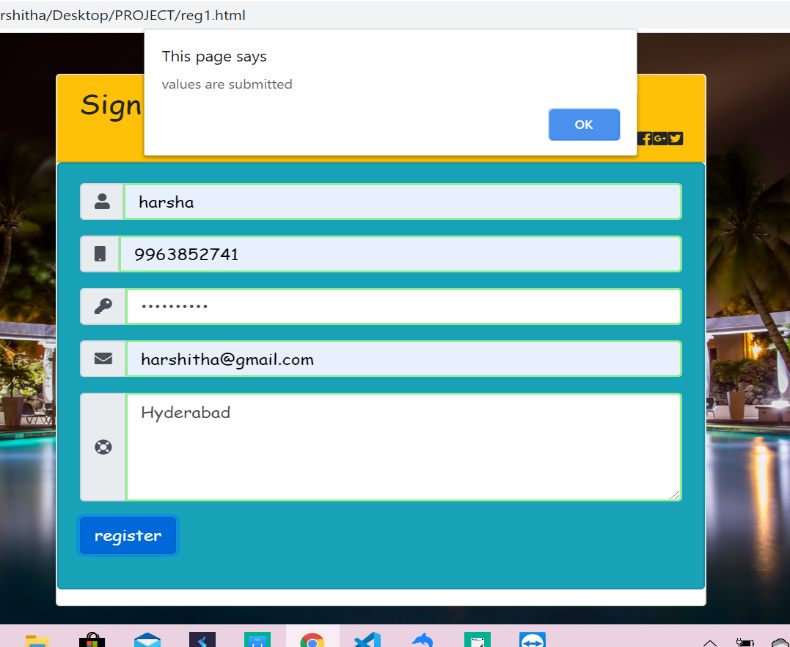 rshitha/Desktop/PROJECT/reg1.html
This page says
values are submitted
OK
Sign
harsha
9963852741
harshitha@gmail.com
Hyderabad
register